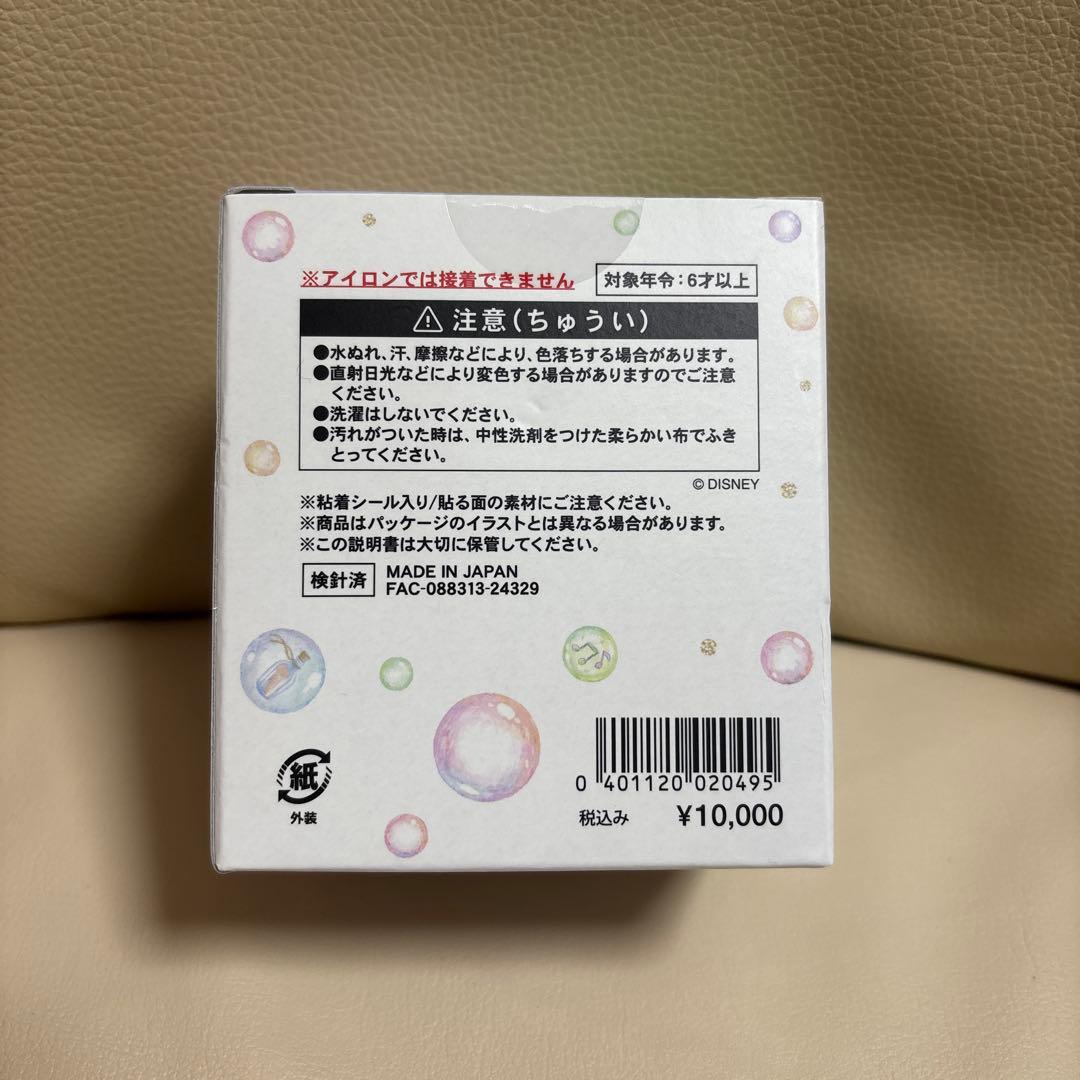 ※アイロンでは接着できません
対象年令：6才以上
注意（ちゅうい）
●水ぬれ、汗、摩擦などにより、色落ちする場合があります。
●直射日光などにより変色する場合がありますのでご注意
ください。
●洗濯はしないでください。
●汚れがついた時は、中性洗剤をつけた柔らかい布でふき
とってください。
© DISNEY
※粘着シール入り/貼る面の素材にご注意ください。
※商品はパッケージのイラストとは異なる場合があります。
※この説明書は大切に保管してください。
検針済
MADE IN JAPAN
FAC-088313-24329
紙
外装
0 401120 020495
税込み ¥10,000